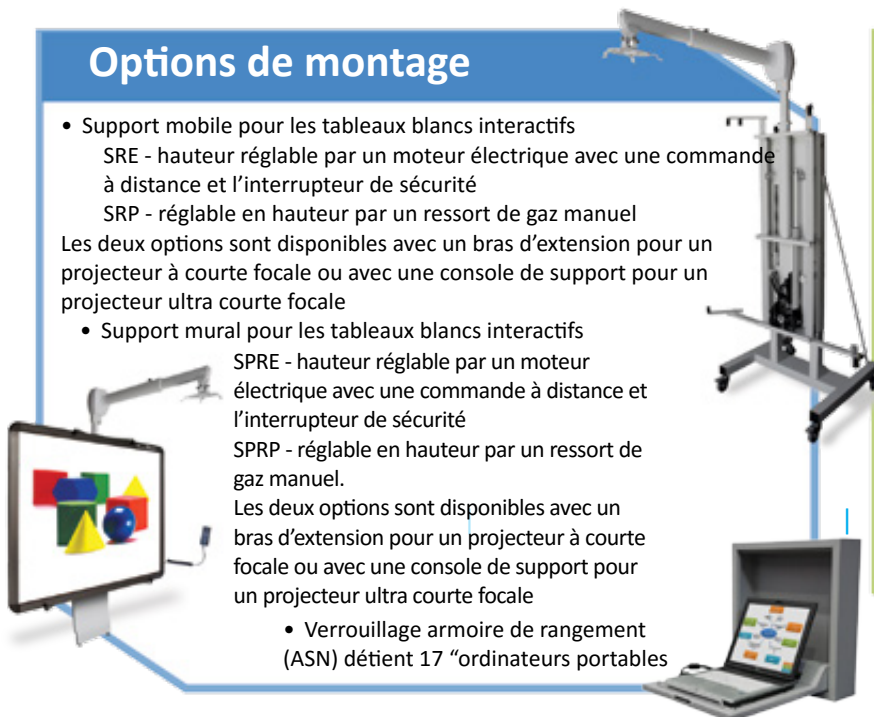 Options de montage
• Support mobile pour les tableaux blancs interactifs
SRE - hauteur réglable par un moteur électrique avec une commande
à distance et l’interrupteur de sécurité
SRP - réglable en hauteur par un ressort de gaz manuel
Les deux options sont disponibles avec un bras d’extension pour un
projecteur à courte focale ou avec une console de support pour un
projecteur ultra courte focale
• Support mural pour les tableaux blancs interactifs
SPRE - hauteur réglable par un moteur
électrique avec une commande à distance et
l’interrupteur de sécurité
SPRP - réglable en hauteur par un ressort de
gaz manuel.
Les deux options sont disponibles avec un
bras d’extension pour un projecteur à courte
focale ou avec une console de support pour
un projecteur ultra courte focale
• Verrouillage armoire de rangement
(ASN) détient 17 “ordinateurs portables